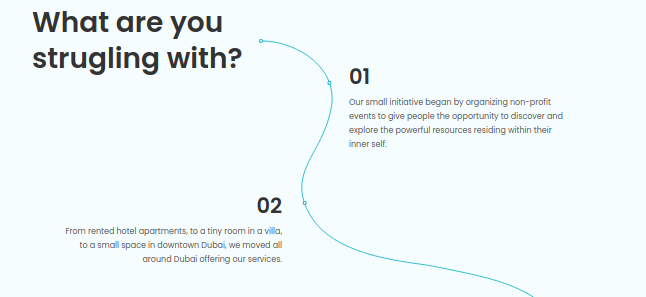 What are you
strugling with?
01
Our small initiative began by organizing non-profit
events to give people the opportunity to discover and
explore the powerful resources residing within their
inner self.
02
From rented hotel apartments, to a tiny room in a villa,
to a small space in downtown Dubai, we moved all
around Dubai offering our services.